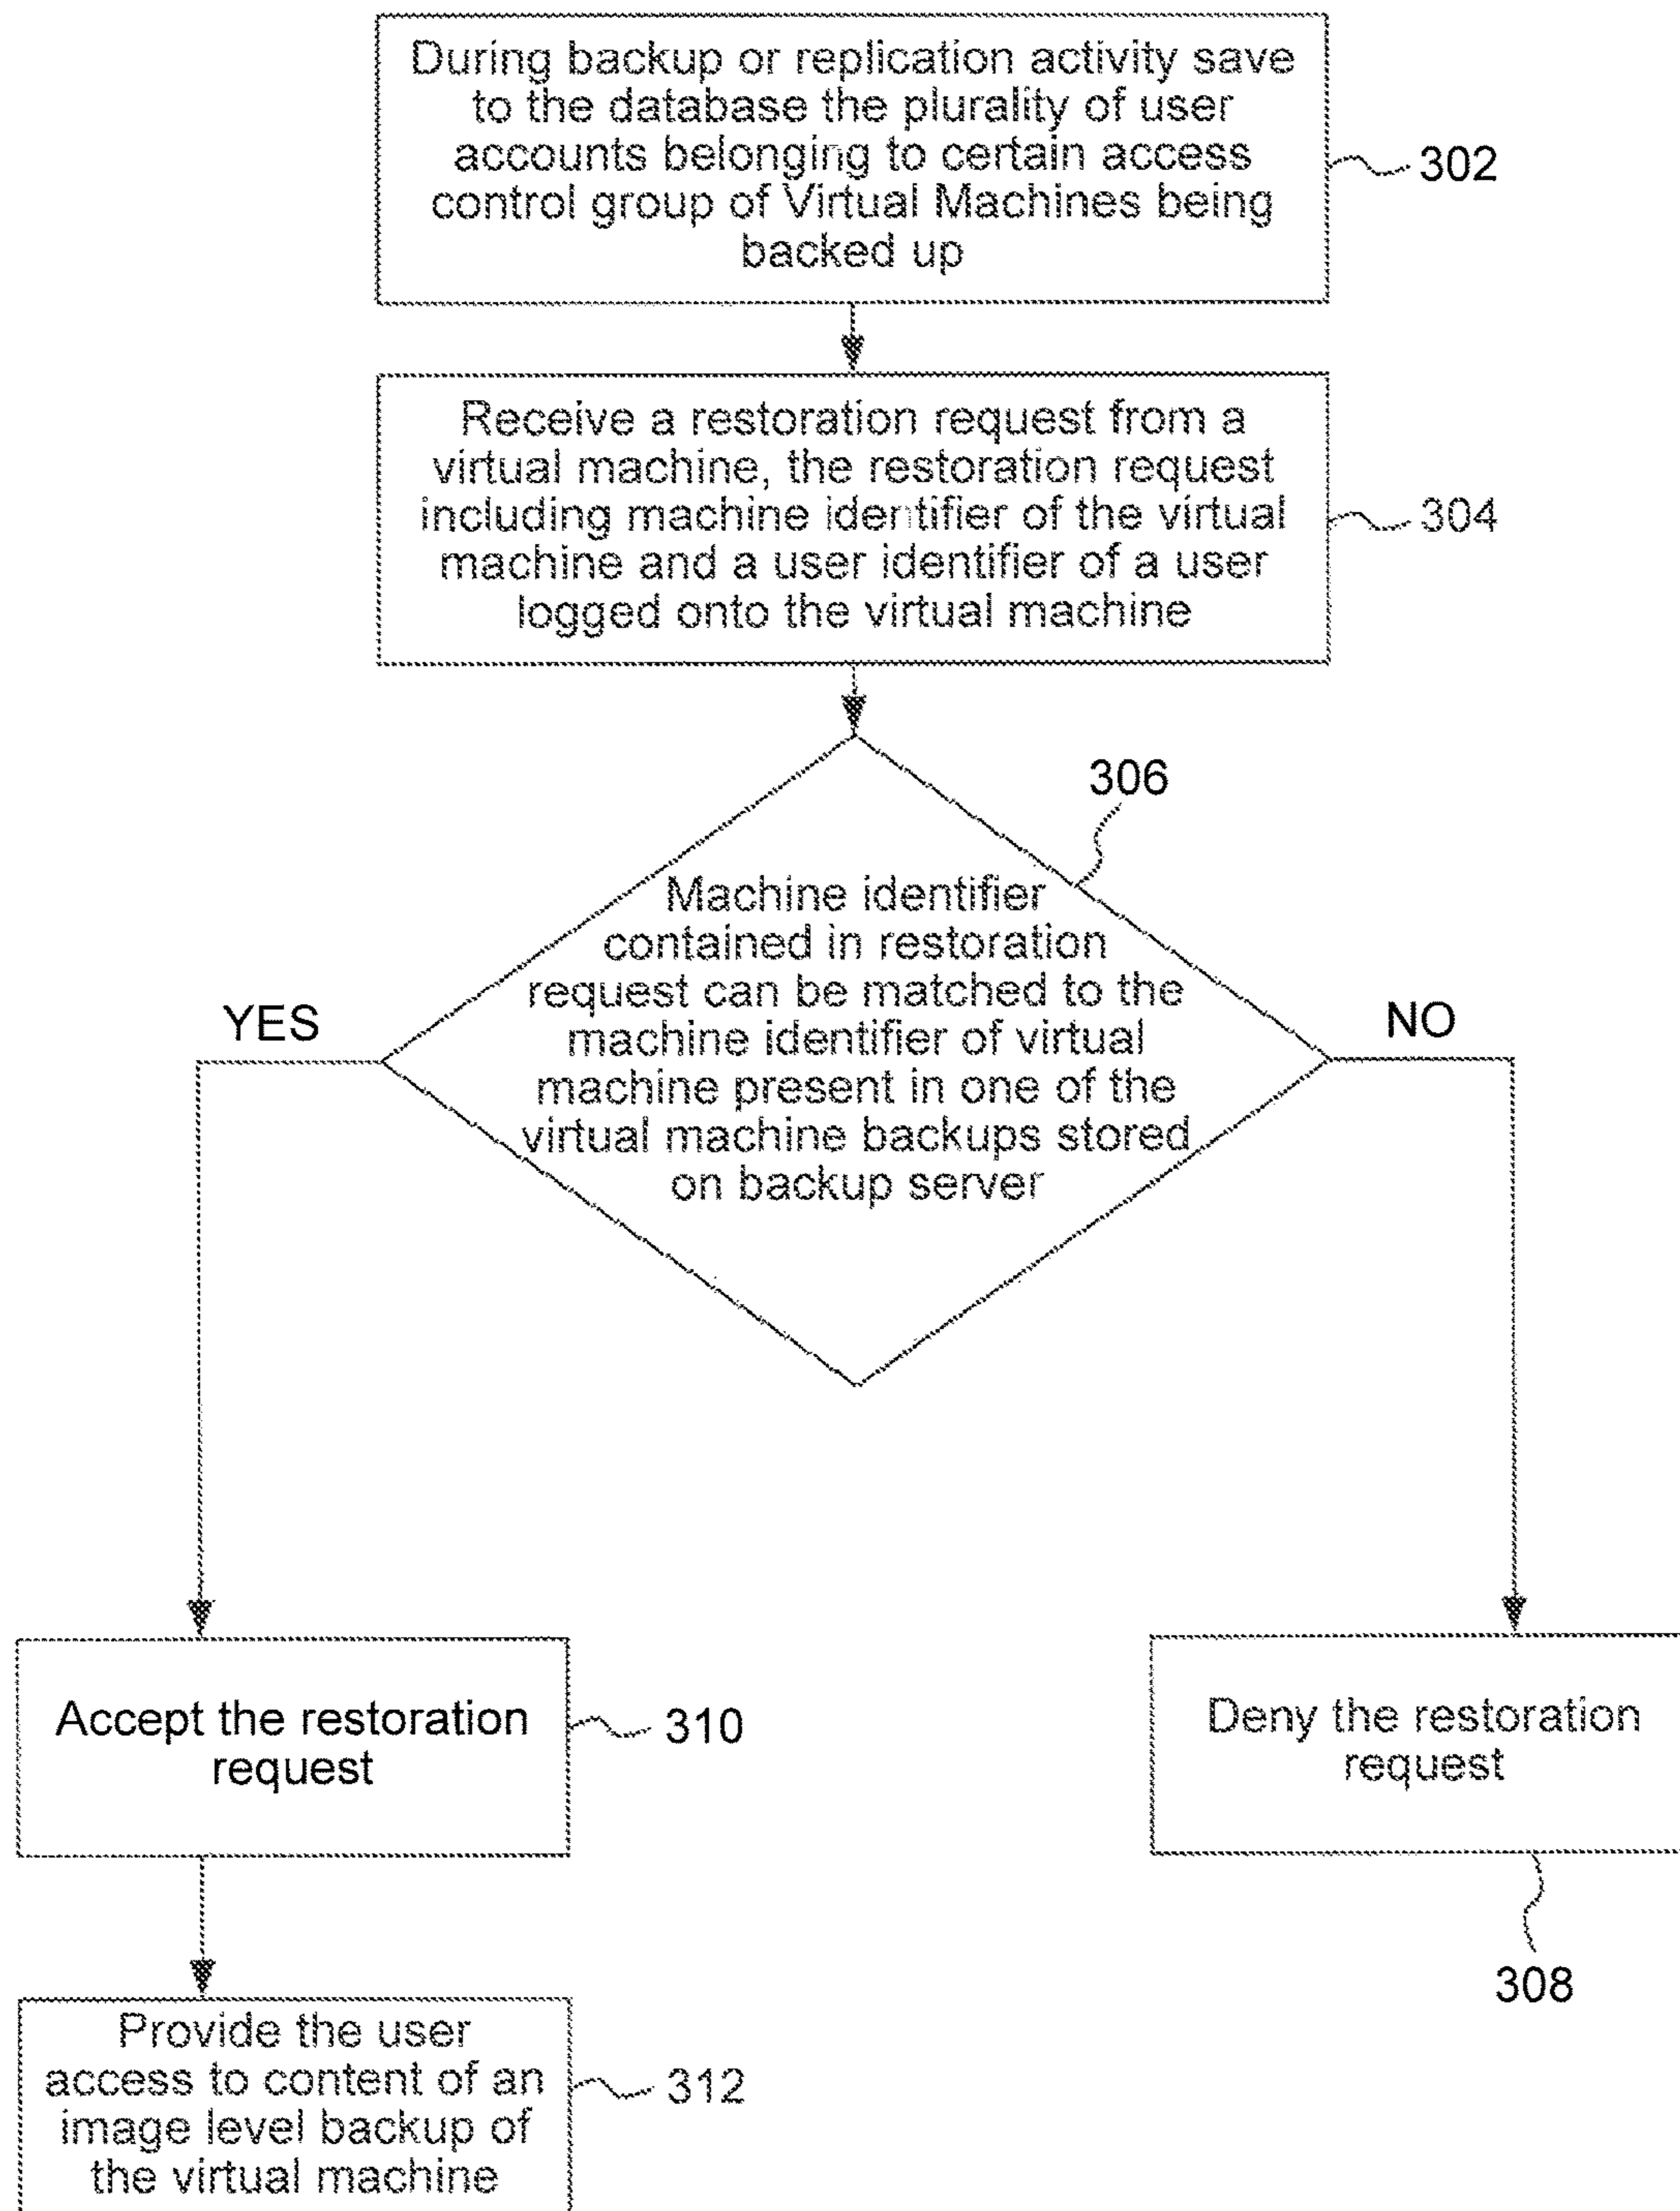 During backup or replication activity save
to the database the plurality of user
accounts belonging to certain access
control group of Virtual Machines being
backed up
302
Receive a restoration request from a
virtual machine, the restoration request
including machine identifier of the virtual
machine and a user identifier of a user
logged onto the virtual machine
304
306
Machine identifier
contained in restoration
request can be matched to the
machine identifier of virtual
machine present in one of the
virtual machine backups stored
on backup server
YES
NO
Accept the restoration
request
310
Deny the restoration
request
308
Provide the user
access to content of an
image level backup of
the virtual machine
312